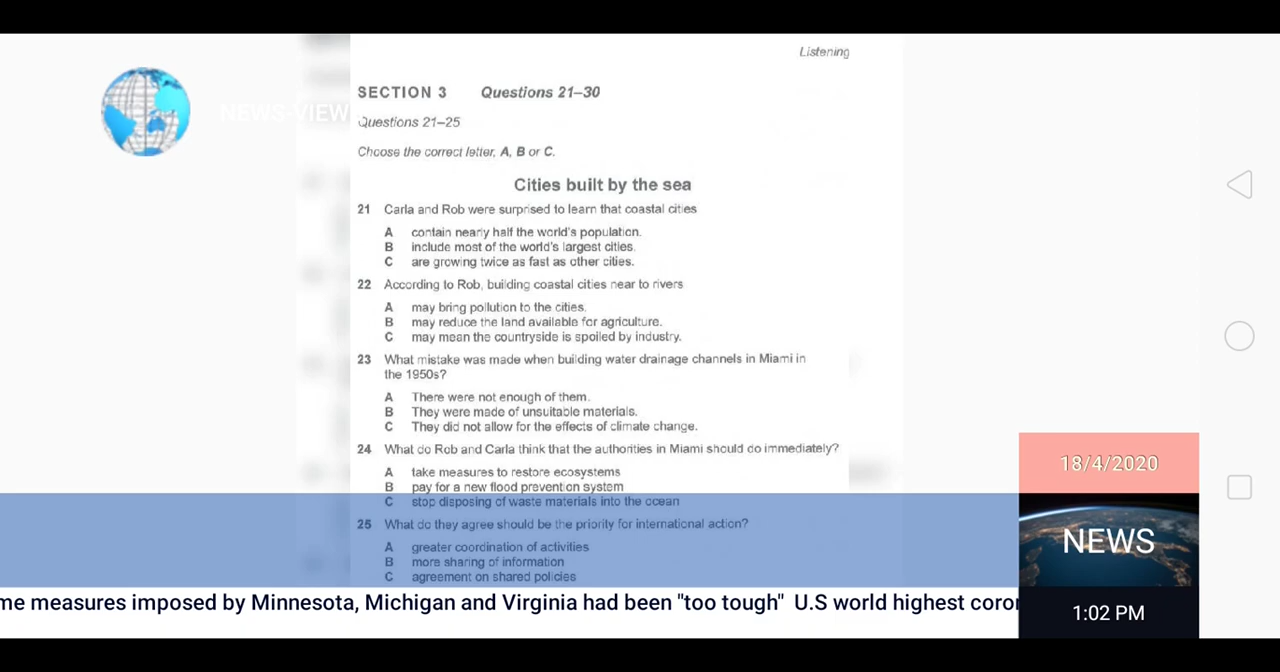 Listening
NEWS-VIEW
SECTION 3 Questions 21–30
Questions 21–25
Choose the correct letter, A, B or C.
Cities built by the sea
21 Carla and Rob were surprised to learn that coastal cities
A contain nearly half the world's population.
B include most of the world's largest cities.
C are growing twice as fast as other cities.
22 According to Rob, building coastal cities near to rivers
A may bring pollution to the cities.
B may reduce the land available for agriculture.
C may mean the countryside is spoiled by industry.
23 What mistake was made when building water drainage channels in Miami in
the 1950s?
A There were not enough of them.
B They were made of unsuitable materials.
C They did not allow for the effects of climate change.
24 What do Rob and Carla think that the authorities in Miami should do immediately?
A take measures to restore ecosystems
B pay for a new flood prevention system
C stop disposing of waste materials into the ocean
25 What do they agree should be the priority for international action?
A greater coordination of activities
B more sharing of information
C agreement on shared policies
18/4/2020
NEWS
1:02 PM
measures imposed by Minnesota, Michigan and Virginia had been "too tough" U.S world highest